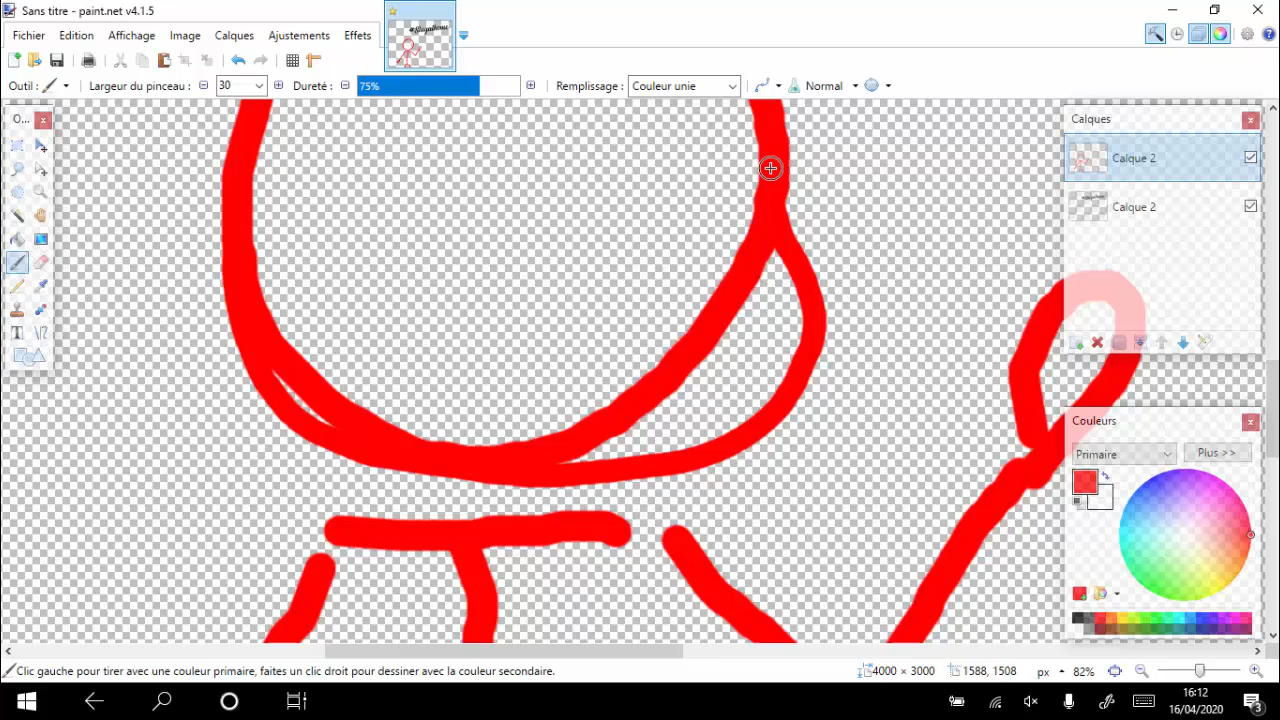 Sans titre - paint.net v4.1.5
Fichier Edition Affichage Image Calques Ajustements Effets
Outil : Largeur du pinceau : 30 Dureté : 75% Remplissage : Couleur unie Normal
O...
Calques
Calque 2
Calque 2
Couleurs
Primaire Plus >>
Clic gauche pour tirer avec une couleur primaire, faites un clic droit pour dessiner avec la couleur secondaire.
4000 × 3000 1588, 1508 px 82%
16:12
16/04/2020
3